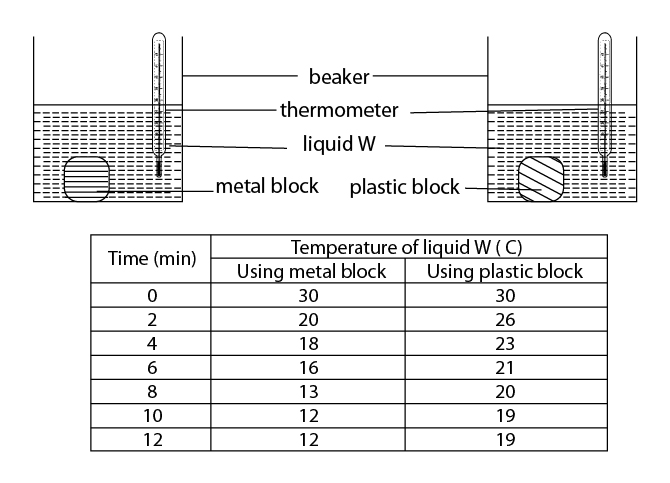 beaker
thermometer
liquid W
metal block plastic block
Time (min) Temperature of liquid W ( C)
Using metal block Using plastic block
0 30 30
2 20 26
4 18 23
6 16 21
8 13 20
10 12 19
12 12 19